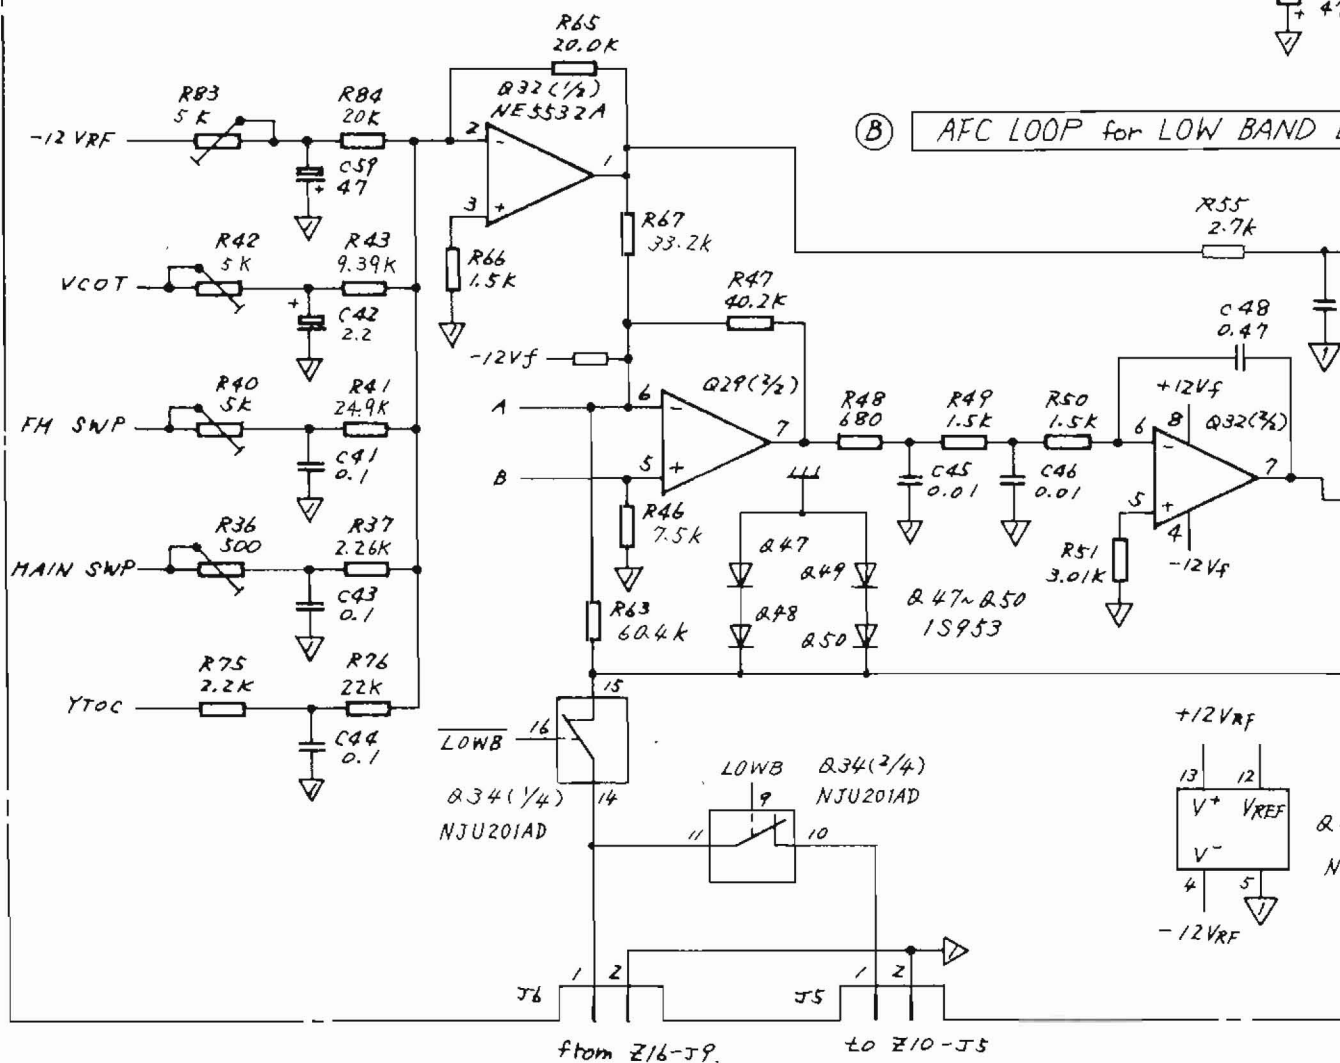 R65
20.0K
Q32(1/2)
NE5532A
R83
5K
R84
20K
-12VRF
C59
+ 47
2
-
1
3
+
R66
1.5K
R67
33.2K
B
AFC LOOP for LOW BAND
R55
2.7K
R42
5K
R43
9.39K
VCOT
+
C42
2.2
R47
40.2K
C48
0.47
-12Vf
R40
5K
R41
24.9K
FM SWP
C41
0.1
A
6
-
Q29(2/2)
7
B
5
+
R46
7.5K
R48
680
R49
1.5K
R50
1.5K
C45
0.01
C46
0.01
+12Vf
6
8
-
Q32(2/2)
7
5
+
4
-12Vf
R51
3.01K
R36
500
R37
2.26K
MAIN SWP
C43
0.1
R63
60.4K
Q47
Q49
Q48
Q50
Q47~Q50
1S953
R75
2.2K
R76
22K
YTOC
C44
0.1
LOWB
16
15
14
Q34(1/4)
NJU201AD
LOWB
9
Q34(3/4)
NJU201AD
11
10
+12VRF
13
12
V+
VREF
V-
4
5
-12VRF
+
J6
1
2
from Z16-J9.
J5
1
2
to Z10-J5